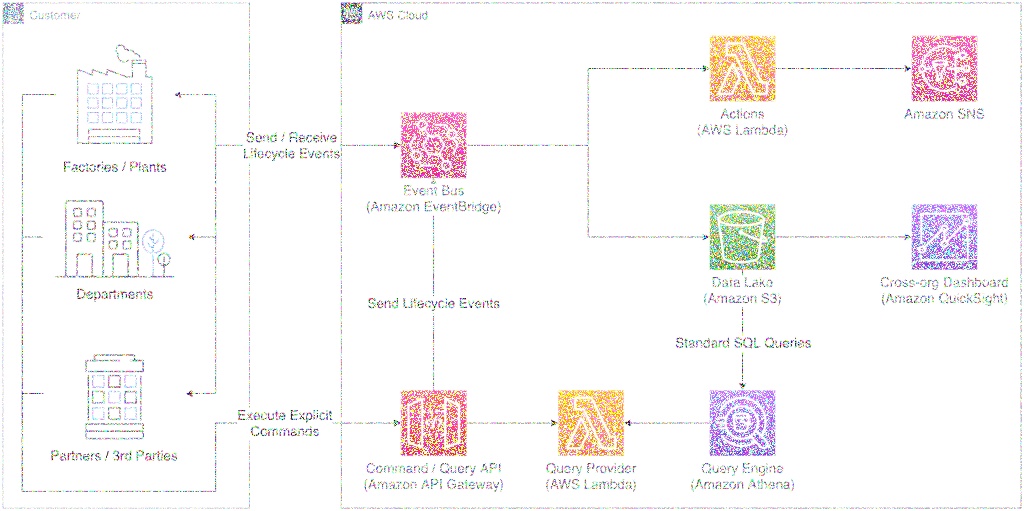 Customer
AWS Cloud
Factories / Plants
Departments
Partners / 3rd Parties
Send / Receive
Lifecycle Events
Execute Explicit
Commands
Event Bus
(Amazon EventBridge)
Send Lifecycle Events
Command / Query API
(Amazon API Gateway)
Actions
(AWS Lambda)
Amazon SNS
Data Lake
(Amazon S3)
Cross-org Dashboard
(Amazon QuickSight)
Standard SQL Queries
Query Provider
(AWS Lambda)
Query Engine
(Amazon Athena)